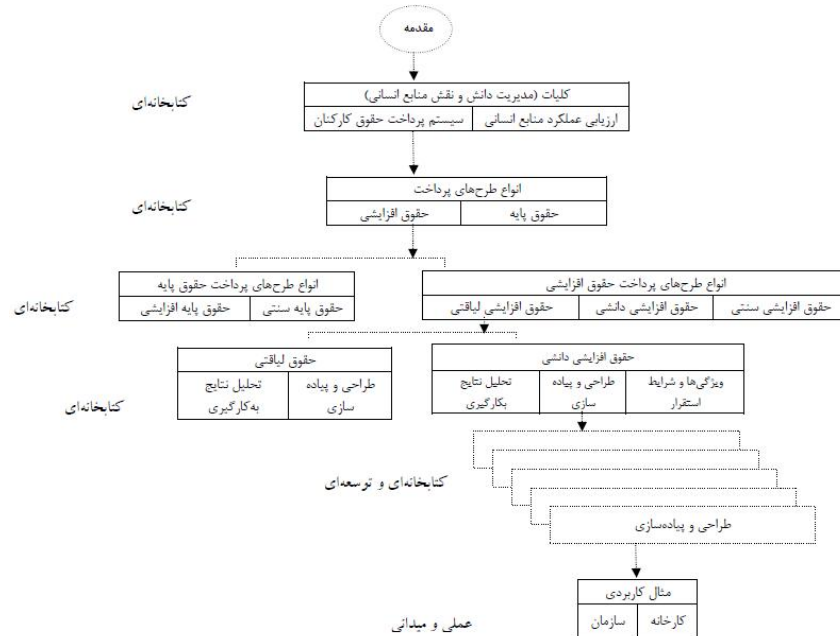 مقدمه
کلیات (مدیریت دانش و نقش منابع انسانی)
ارزیابی عملکرد منابع انسانی
سیستم پرداخت حقوق کارکنان
کتابخانه‌ای
انواع طرح‌های پرداخت
حقوق پایه
حقوق افزایشی
کتابخانه‌ای
انواع طرح‌های پرداخت حقوق افزایشی
حقوق افزایشی سنتی
حقوق افزایشی دانشی
حقوق افزایشی لیاقتی
انواع طرح‌های پرداخت حقوق پایه
حقوق پایه سنتی
حقوق پایه افزایشی
کتابخانه‌ای
حقوق افزایشی دانشی
ویژگی‌ها و شرایط
استقرار
طراحی و پیاده
سازی
تحلیل نتایج
بکارگیری
حقوق لیاقتی
طراحی و پیاده
سازی
تحلیل نتایج
به‌کارگیری
کتابخانه‌ای
کتابخانه‌ای و توسعه‌ای
طراحی و پیاده‌سازی
مثال کاربردی
کارخانه
سازمان
عملی و میدانی